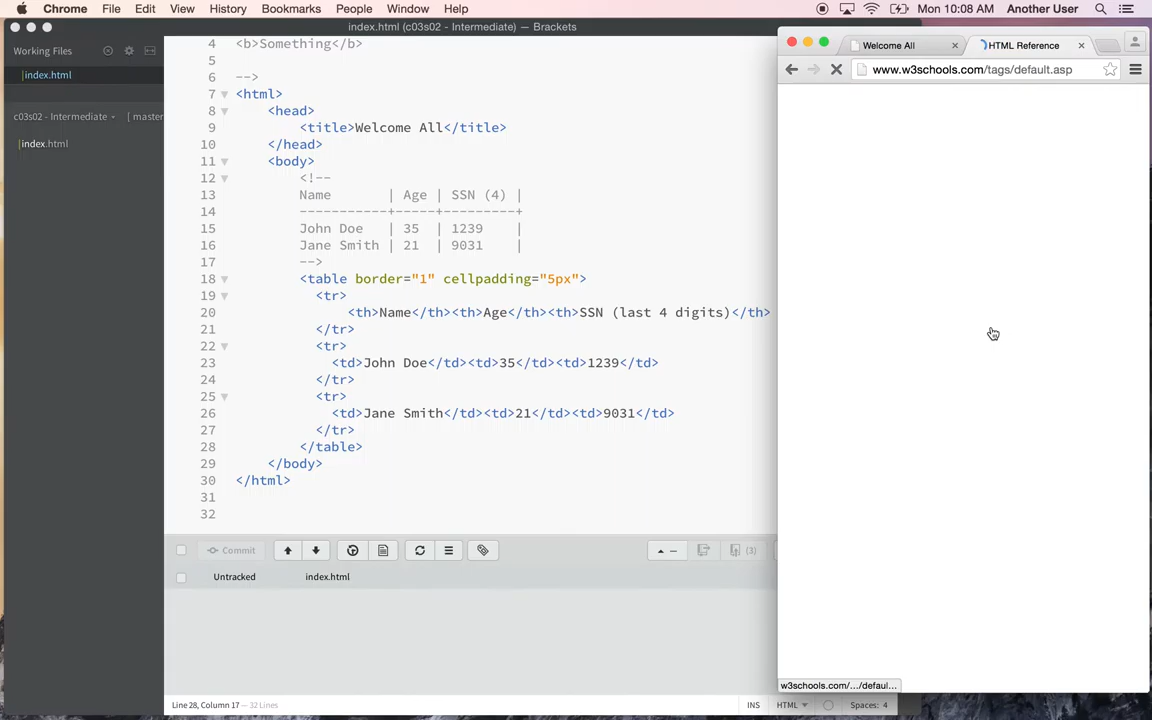 Chrome File Edit View History Bookmarks People Window Help Mon 10:08 AM Another User
index.html (c03s02 - Intermediate) — Brackets
Working Files
index.html
c03s02 - Intermediate [ master
index.html
4 <b>Something</b>
5
6 -->
7 <html>
8 <head>
9 <title>Welcome All</title>
10 </head>
11 <body>
12 <!--
13 Name | Age | SSN (4) |
14 -----------+-----+---------+
15 John Doe | 35 | 1239 |
16 Jane Smith | 21 | 9031 |
17 -->
18 <table border="1" cellpadding="5px">
19 <tr>
20 <th>Name</th><th>Age</th><th>SSN (last 4 digits)</th>
21 </tr>
22 <tr>
23 <td>John Doe</td><td>35</td><td>1239</td>
24 </tr>
25 <tr>
26 <td>Jane Smith</td><td>21</td><td>9031</td>
27 </tr>
28 </table>
29 </body>
30 </html>
31
32
Commit (3)
Untracked index.html
Line 28, Column 17 — 32 Lines INS HTML Spaces: 4
Welcome All HTML Reference
www.w3schools.com/tags/default.asp
w3schools.com/.../defaul...